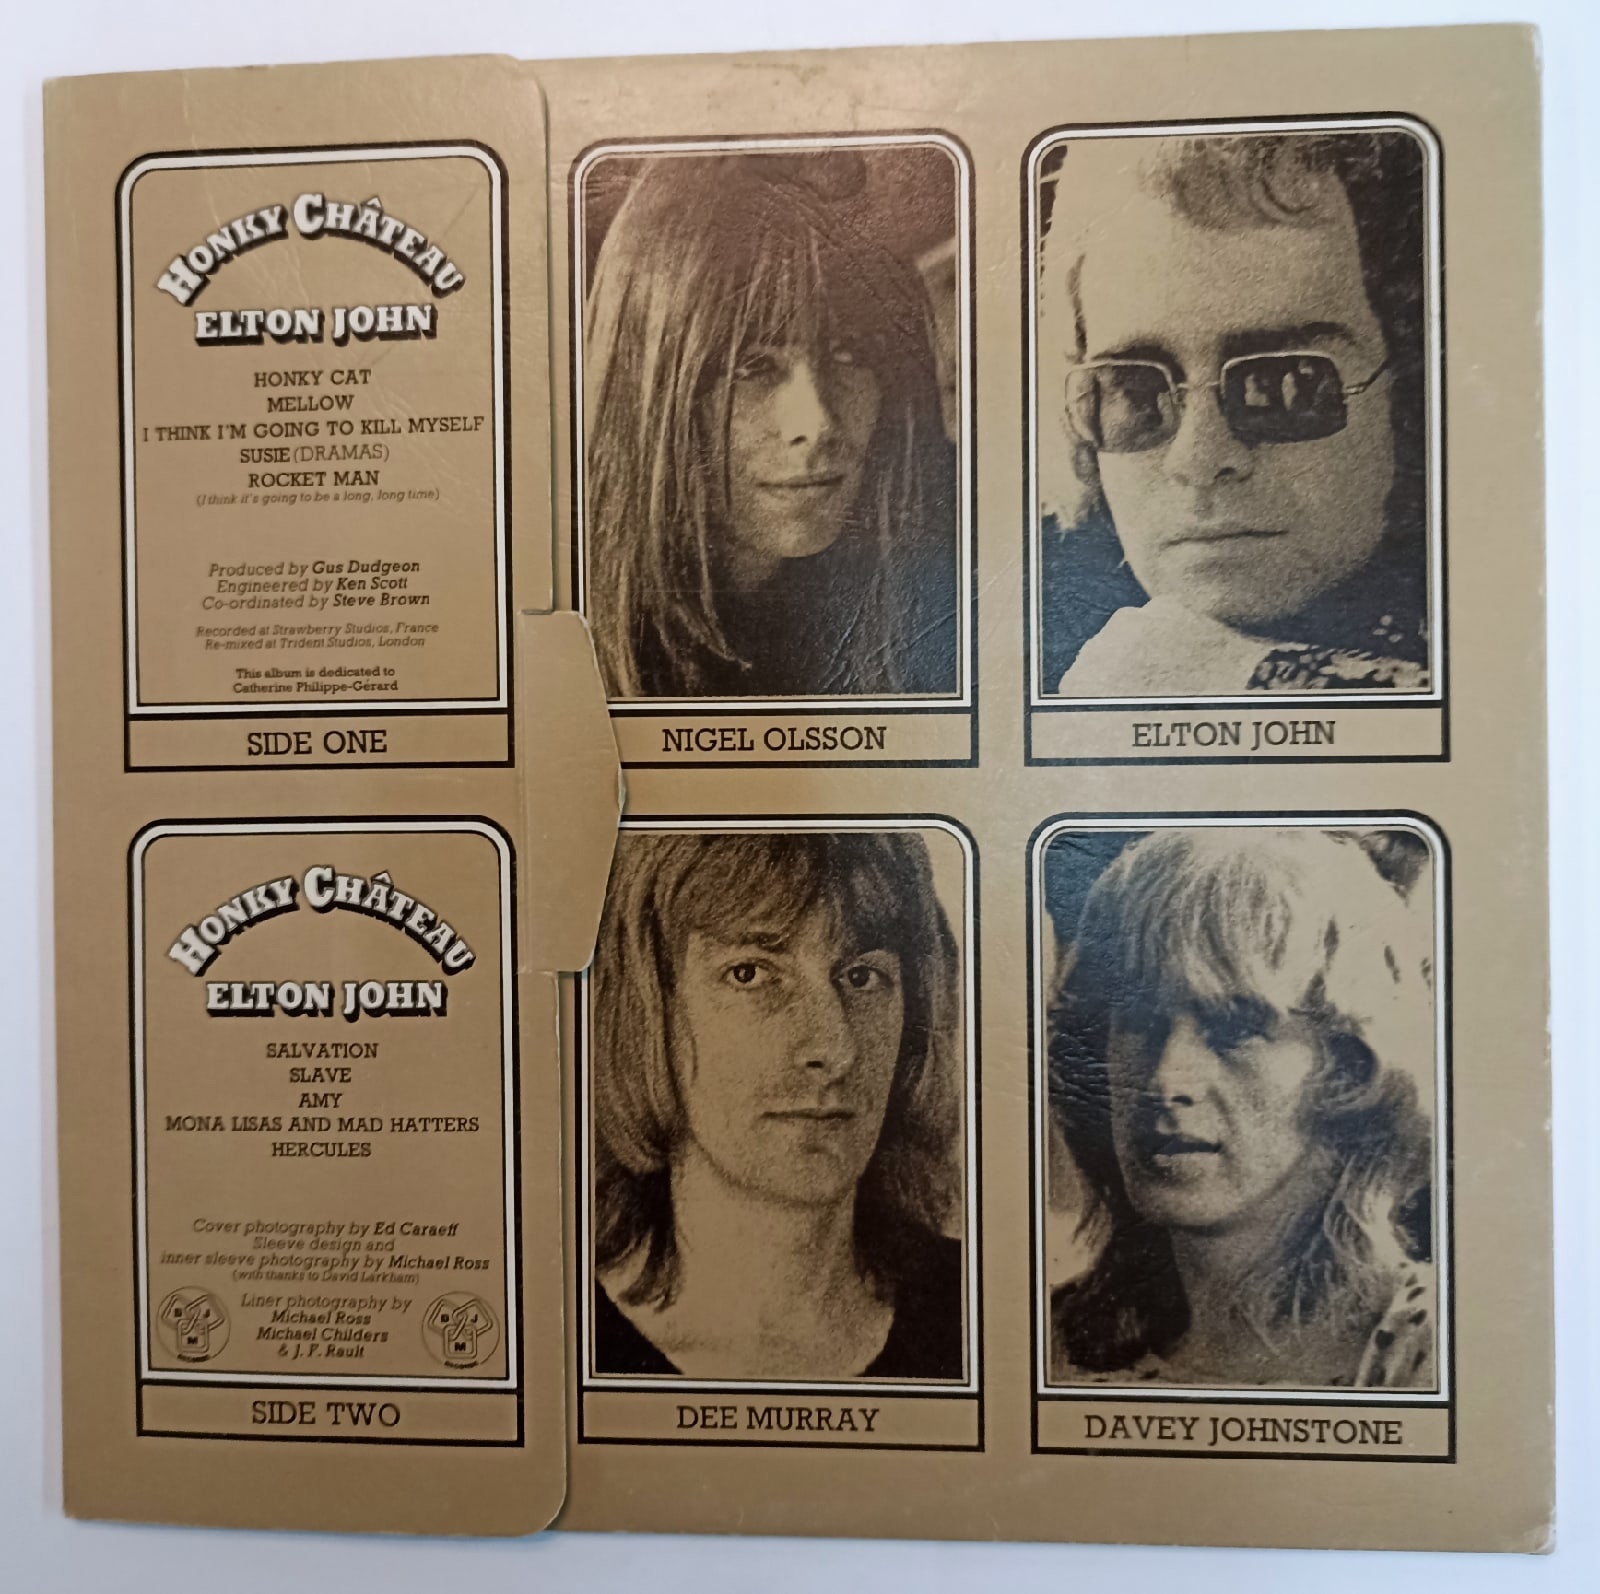 HONKY CHÂTEAU
ELTON JOHN
HONKY CAT
MELLOW
I THINK I'M GOING TO KILL MYSELF
SUSIE (DRAMAS)
ROCKET MAN
(I think it's going to be a long, long time)
Produced by Gus Dudgeon
Engineered by Ken Scott
Co-ordinated by Steve Brown
Recorded at Strawberry Studios, France
Re-mixed at Trident Studios, London
This album is dedicated to
Catherine Philippe-Gérard
SIDE ONE
NIGEL OLSSON
ELTON JOHN
HONKY CHÂTEAU
ELTON JOHN
SALVATION
SLAVE
AMY
MONA LISAS AND MAD HATTERS
HERCULES
Cover photography by Ed Caraeff
Sleeve design and
inner sleeve photography by Michael Ross
(with thanks to David Larkham)
Liner photography by
Michael Ross
Michael Childers
& J. F. Rault
D J M
D J M
SIDE TWO
DEE MURRAY
DAVEY JOHNSTONE